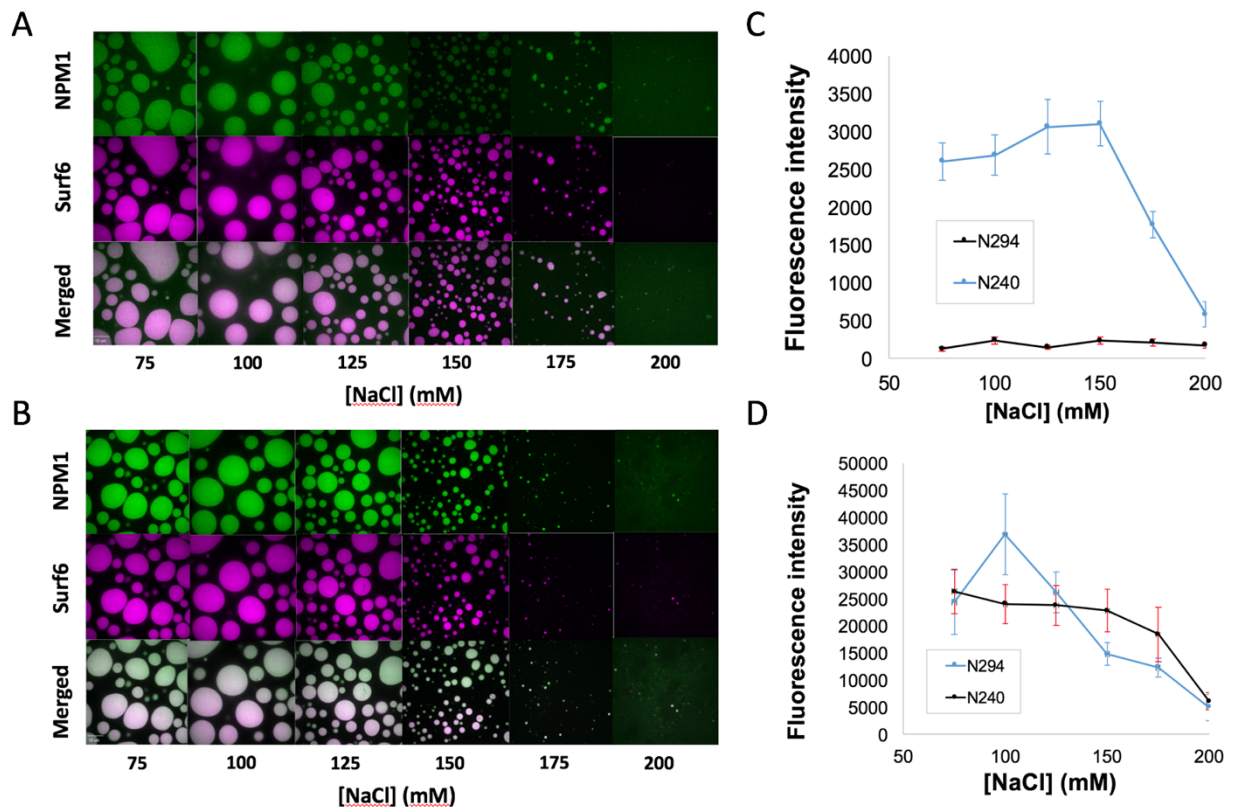 A
NPM1
Surf6
Merged
75 100 125 150 175 200
[NaCl] (mM)
B
NPM1
Surf6
Merged
75 100 125 150 175 200
[NaCl] (mM)
C
Fluorescence intensity
4000
3500
3000
2500
2000
1500
1000
500
0
N294
N240
50 100 150 200
[NaCl] (mM)
D
Fluorescence intensity
50000
45000
40000
35000
30000
25000
20000
15000
10000
5000
0
N294
N240
50 100 150 200
[NaCl] (mM)